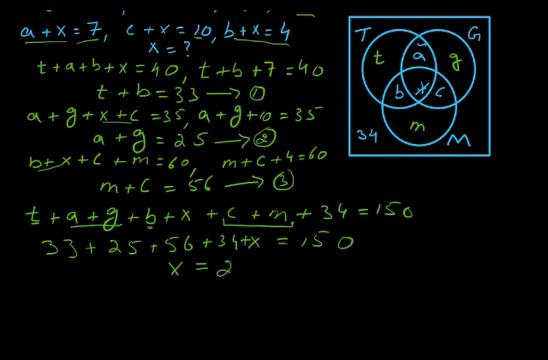 a + x = 7, c + x = 10, b + x = 4
x = ?
t + a + b + x = 40, t + b + 7 = 40
t + b = 33 → ①
a + g + x + c = 35, a + g + 10 = 35
a + g = 25 → ②
b + x + c + m = 60, m + c + 4 = 60
m + c = 56 → ③
t + a + g + b + x + c + m + 34 = 150
33 + 25 + 56 + 34 + x = 150
x = 2
T G
t a g
b x c
m
34 M